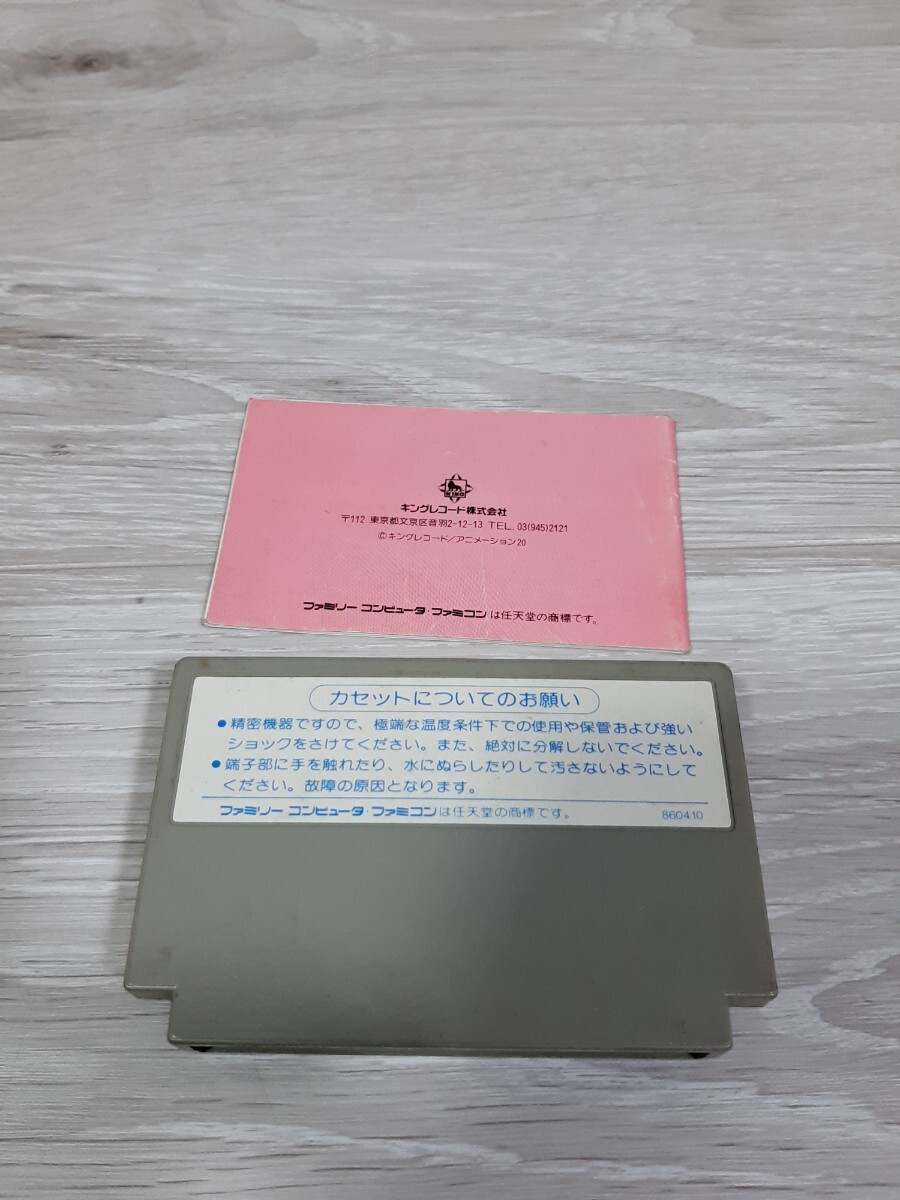 KING
キングレコード株式会社
〒112 東京都文京区音羽2-12-13 TEL. 03(945)2121
©キングレコード/アニメーション20
ファミリー コンピュータ・ファミコン は任天堂の商標です。
カセットについてのお願い
●精密機器ですので、極端な温度条件下での使用や保管および強い
ショックをさけてください。また、絶対に分解しないでください。
●端子部に手を触れたり、水にぬらしたりして汚さないようにして
ください。故障の原因となります。
ファミリー コンピュータ・ファミコンは任天堂の商標です。 860410